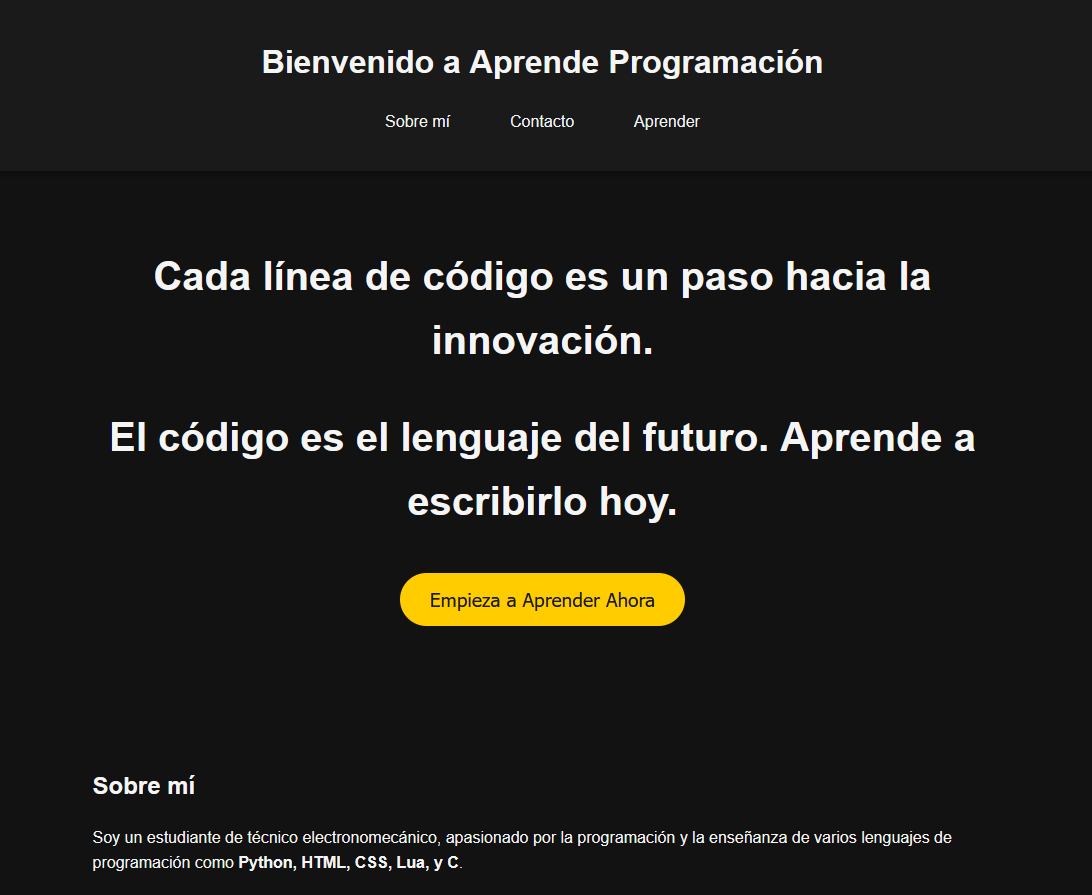 Bienvenido a Aprende Programación
Sobre mí Contacto Aprender
Cada línea de código es un paso hacia la
innovación.
El código es el lenguaje del futuro. Aprende a
escribirlo hoy.
Empieza a Aprender Ahora
Sobre mí
Soy un estudiante de técnico electronomecánico, apasionado por la programación y la enseñanza de varios lenguajes de
programación como Python, HTML, CSS, Lua, y C.